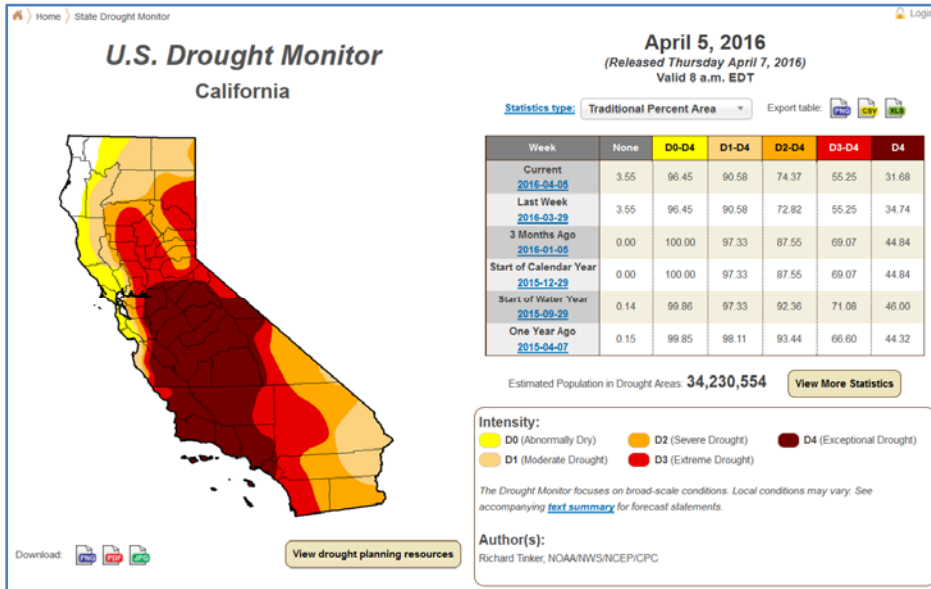 Home State Drought Monitor
Login
U.S. Drought Monitor
California
April 5, 2016
(Released Thursday April 7, 2016)
Valid 8 a.m. EDT
Statistics type: Traditional Percent Area Export table: PNG CSV XLS
Week None D0-D4 D1-D4 D2-D4 D3-D4 D4
Current
2016-04-05 3.55 96.45 90.58 74.37 55.25 31.68
Last Week
2016-03-29 3.55 96.45 90.58 72.82 55.25 34.74
3 Months Ago
2016-01-05 0.00 100.00 97.33 87.55 69.07 44.84
Start of Calendar Year
2015-12-29 0.00 100.00 97.33 87.55 69.07 44.84
Start of Water Year
2015-09-29 0.14 99.86 97.33 92.36 71.08 46.00
One Year Ago
2015-04-07 0.15 99.85 98.11 93.44 66.60 44.32
Estimated Population in Drought Areas: 34,230,554 View More Statistics
Intensity:
D0 (Abnormally Dry) D2 (Severe Drought) D4 (Exceptional Drought)
D1 (Moderate Drought) D3 (Extreme Drought)
The Drought Monitor focuses on broad-scale conditions. Local conditions may vary. See
accompanying text summary for forecast statements.
Author(s):
Richard Tinker, NOAA/NWS/NCEP/CPC
Download: PNG PDF JPG
View drought planning resources